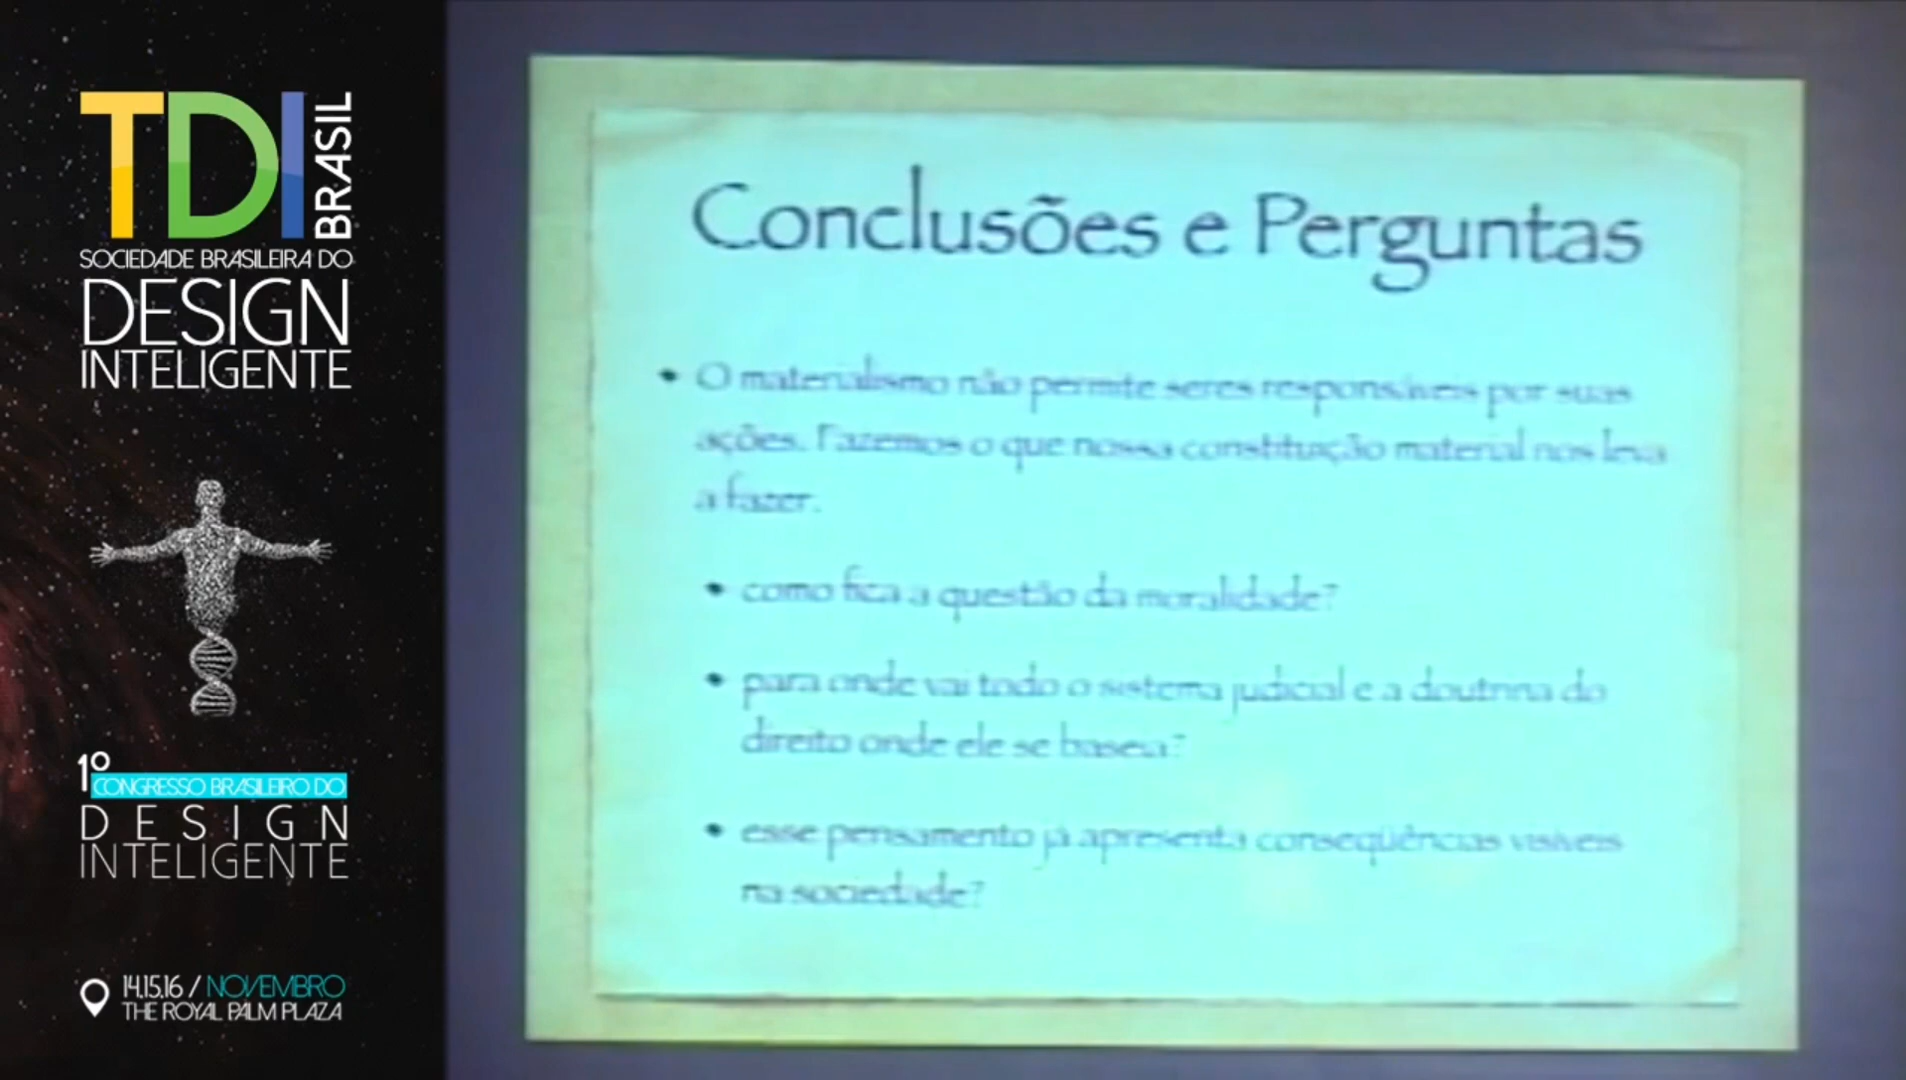 TDI BRASIL
SOCIEDADE BRASILEIRA DO
DESIGN
INTELIGENTE
1º
CONGRESSO BRASILEIRO DO
DESIGN
INTELIGENTE
14.15.16 / NOVEMBRO
THE ROYAL PALM PLAZA
Conclusões e Perguntas
• O materialismo não permite seres responsáveis por suas
ações. Fazemos o que nossa constituição material nos leva
a fazer.
• como fica a questão da moralidade?
• para onde vai todo o sistema judicial e a doutrina do
direito onde ele se baseia?
• esse pensamento já apresenta conseqüências visíveis
na sociedade?